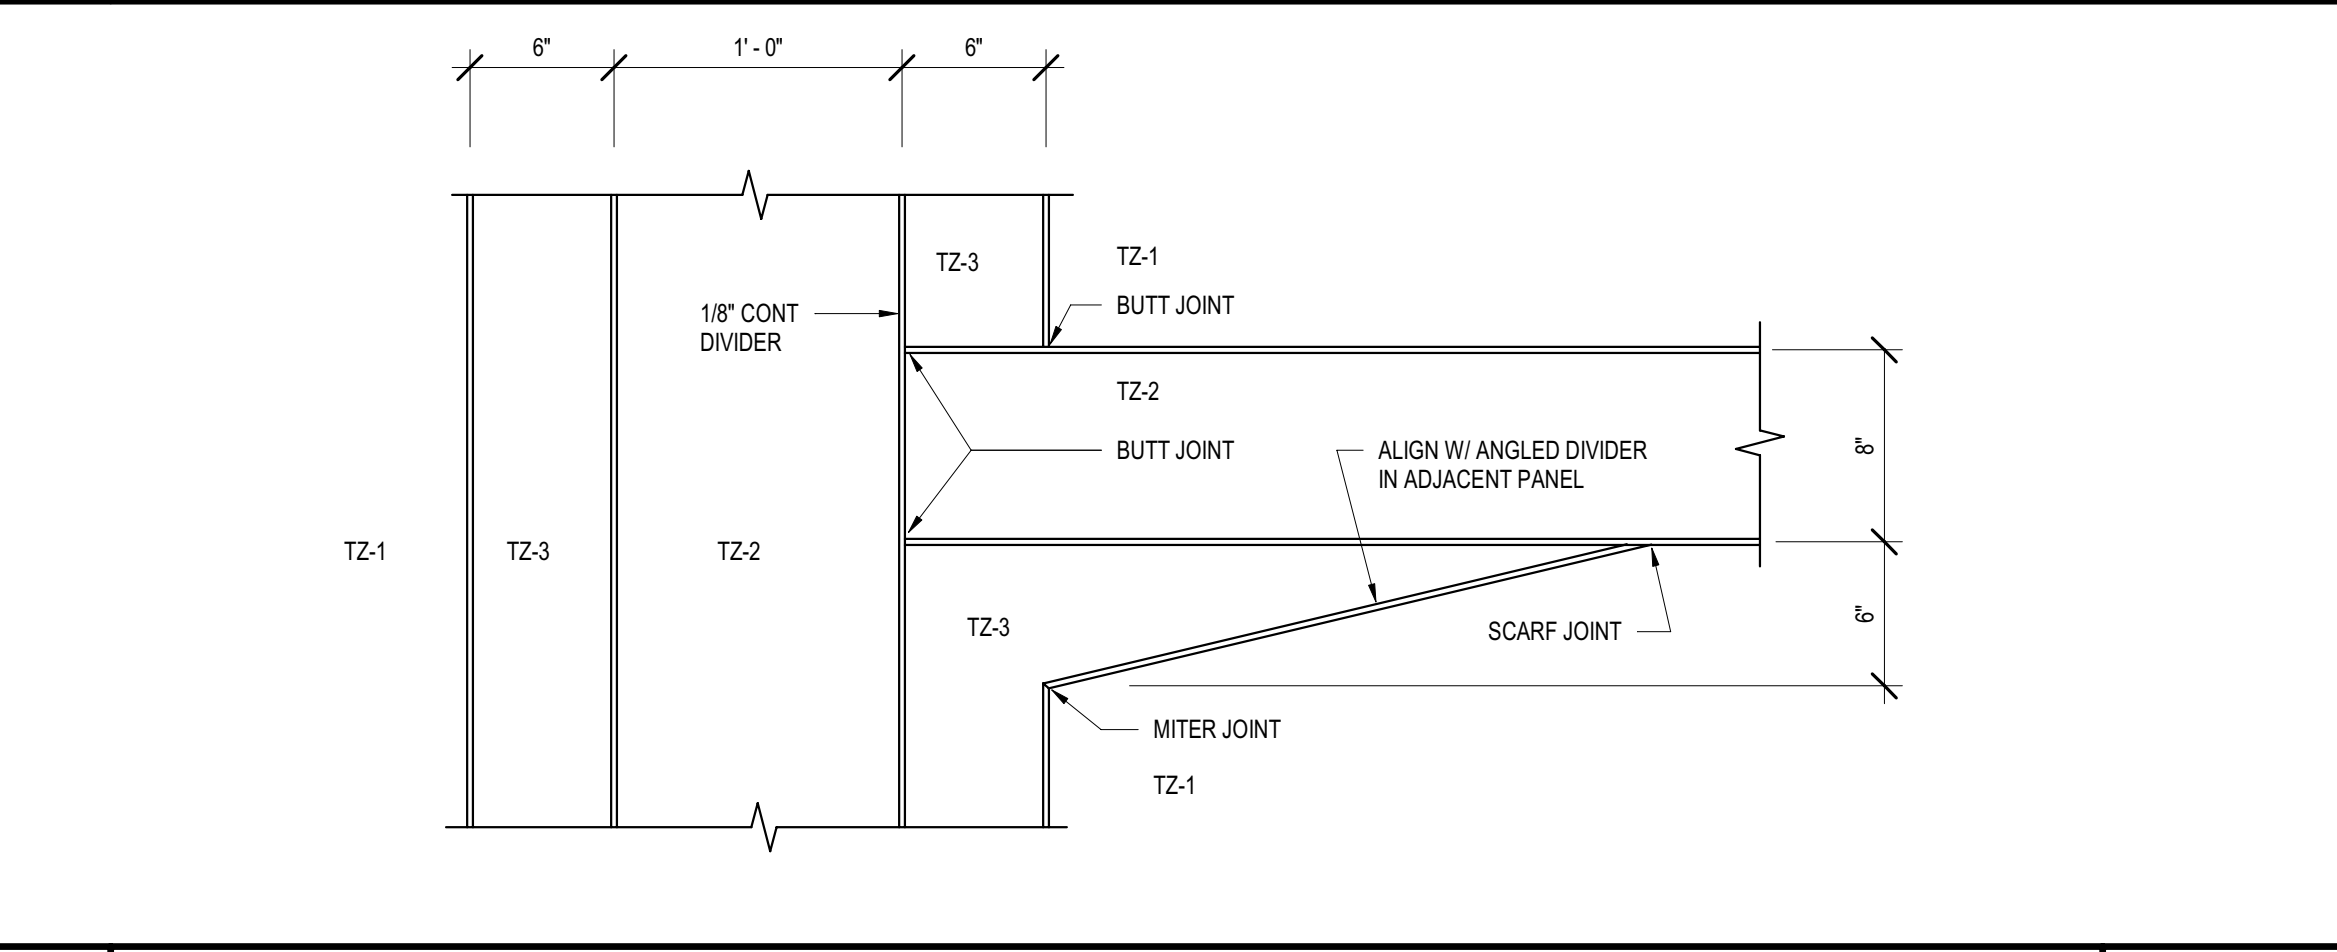 6"
1' - 0"
6"
TZ-3
TZ-1
1/8" CONT
DIVIDER
BUTT JOINT
TZ-2
BUTT JOINT
ALIGN W/ ANGLED DIVIDER
IN ADJACENT PANEL
8"
TZ-1
TZ-3
TZ-2
TZ-3
SCARF JOINT
6"
MITER JOINT
TZ-1